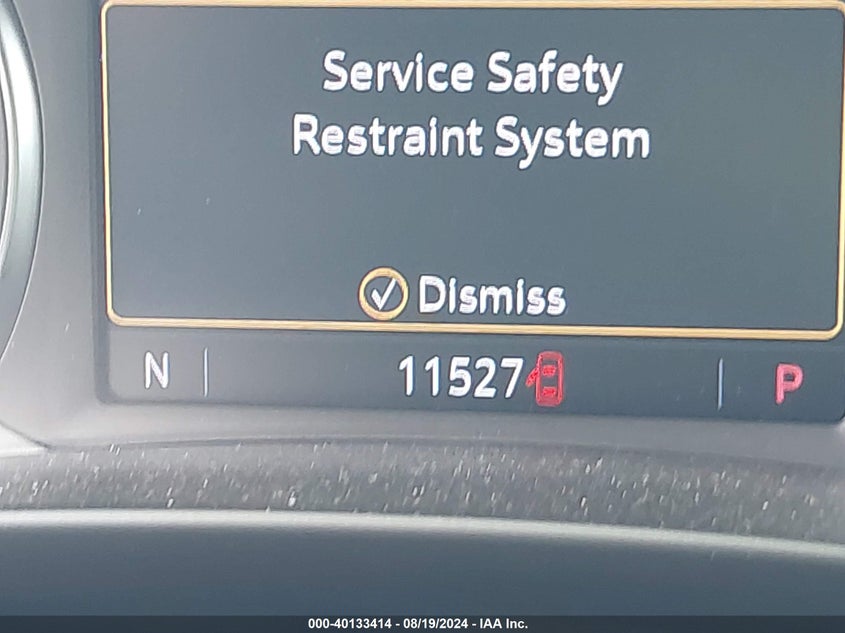 Service Safety
Restraint System
Dismiss
N 11527 P
000-40133414 - 08/19/2024 - IAA Inc.